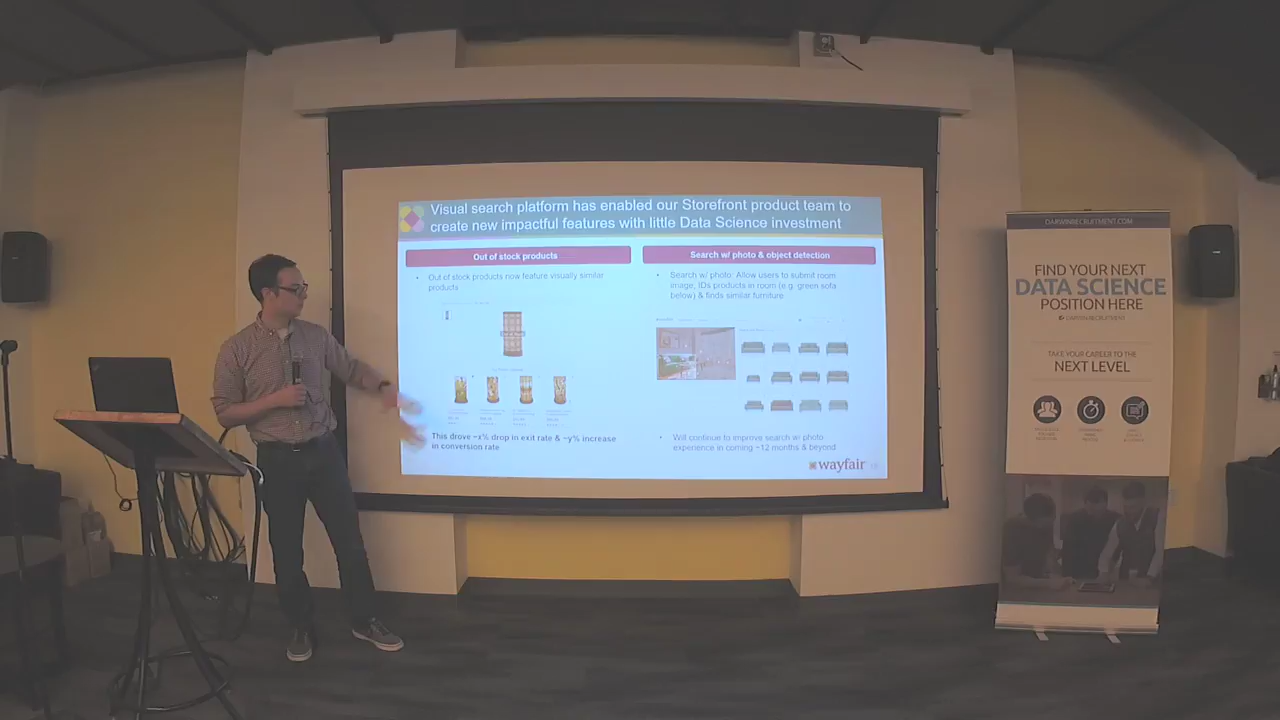 Visual search platform has enabled our Storefront product team to
create new impactful features with little Data Science investment
Out of stock products
• Out of stock products now feature visually similar
products
This drove ~x% drop in exit rate & ~y% increase
in conversion rate
Search w/ photo & object detection
• Search w/ photo: Allow users to submit room
image, IDs products in room (e.g. green sofa
below) & finds similar furniture
• Will continue to improve search w/ photo
experience in coming ~12 months & beyond
wayfair
DARWINRECRUITMENT.COM
FIND YOUR NEXT
DATA SCIENCE
POSITION HERE
DARWINRECRUITMENT
TAKE YOUR CAREER TO THE
NEXT LEVEL